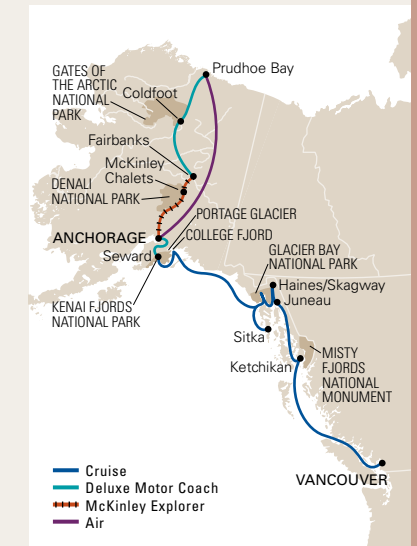 Prudhoe Bay
GATES OF
THE ARCTIC
NATIONAL
PARK
Coldfoot
Fairbanks
McKinley
Chalets
DENALI
NATIONAL PARK
PORTAGE GLACIER
ANCHORAGE
COLLEGE FJORD
Seward
GLACIER BAY
NATIONAL PARK
Haines/Skagway
Juneau
KENAI FJORDS
NATIONAL PARK
Sitka
Ketchikan
MISTY
FJORDS
NATIONAL
MONUMENT
VANCOUVER
Cruise
Deluxe Motor Coach
McKinley Explorer
Air